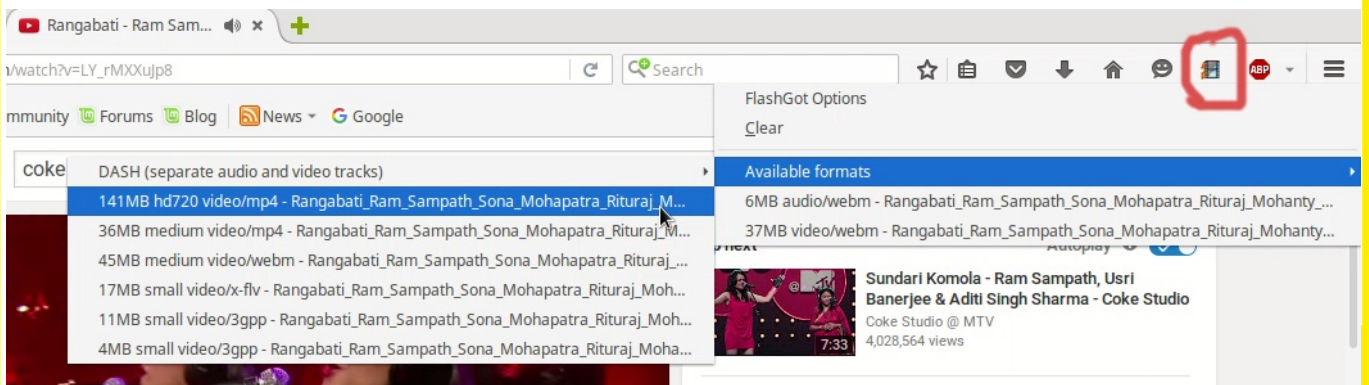 Rangabati - Ram Sam...
/watch?v=LY_rMXXuJp8
Search
ABP
mmunity Forums Blog News Google
FlashGot Options
Clear
Available formats
6MB audio/webm - Rangabati_Ram_Sampath_Sona_Mohapatra_Rituraj_Mohanty_...
37MB video/webm - Rangabati_Ram_Sampath_Sona_Mohapatra_Rituraj_Mohanty...
coke
DASH (separate audio and video tracks)
141MB hd720 video/mp4 - Rangabati_Ram_Sampath_Sona_Mohapatra_Rituraj_M...
36MB medium video/mp4 - Rangabati_Ram_Sampath_Sona_Mohapatra_Rituraj_M...
45MB medium video/webm - Rangabati_Ram_Sampath_Sona_Mohapatra_Rituraj_...
17MB small video/x-flv - Rangabati_Ram_Sampath_Sona_Mohapatra_Rituraj_Moh...
11MB small video/3gpp - Rangabati_Ram_Sampath_Sona_Mohapatra_Rituraj_Moh...
4MB small video/3gpp - Rangabati_Ram_Sampath_Sona_Mohapatra_Rituraj_Moha...
next Autoplay
Sundari Komola - Ram Sampath, Usri
Banerjee & Aditi Singh Sharma - Coke Studio
Coke Studio @ MTV
4,028,564 views
7:33